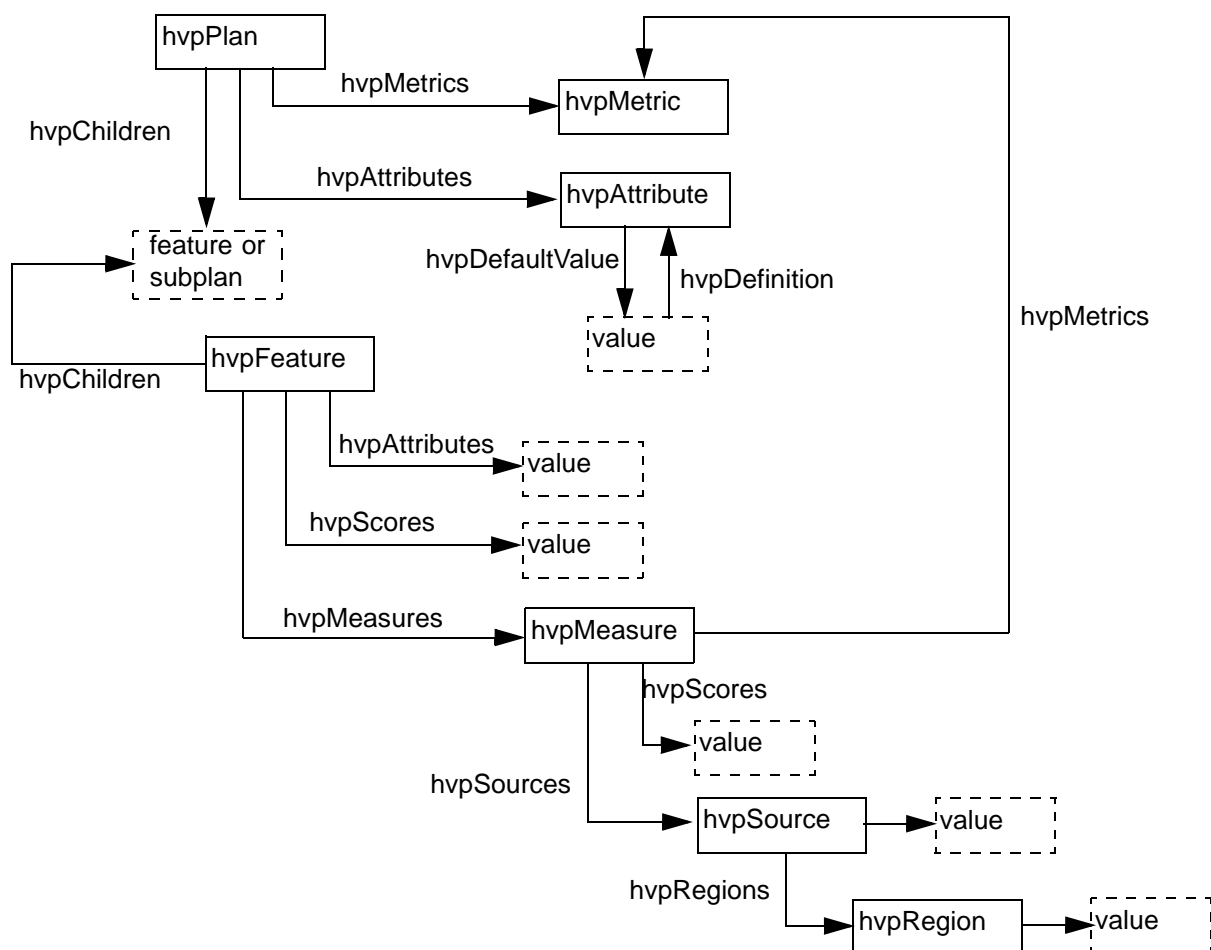 hvpPlan
hvpMetrics
hvpMetric
hvpChildren
hvpAttributes
hvpAttribute
feature or
subplan
hvpDefaultValue
hvpDefinition
hvpMetrics
value
hvpFeature
hvpChildren
hvpAttributes
value
hvpScores
value
hvpMeasures
hvpMeasure
hvpScores
value
hvpSources
hvpSource
value
hvpRegions
hvpRegion
value